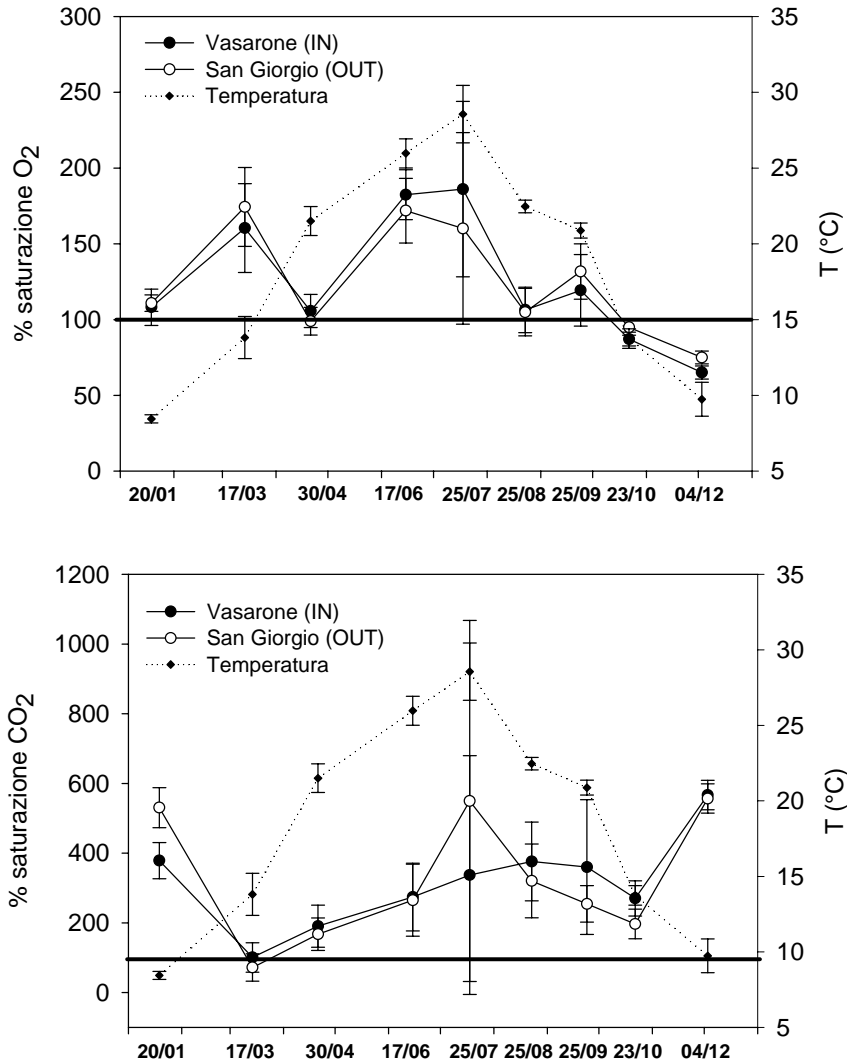 300
250
200
150
100
50
0
% saturazione O2
Vasarone (IN)
San Giorgio (OUT)
Temperatura
35
30
25
20
15
10
5
T (°C)
20/01 17/03 30/04 17/06 25/07 25/08 25/09 23/10 04/12
1200
1000
800
600
400
200
0
% saturazione CO2
Vasarone (IN)
San Giorgio (OUT)
Temperatura
35
30
25
20
15
10
5
T (°C)
20/01 17/03 30/04 17/06 25/07 25/08 25/09 23/10 04/12